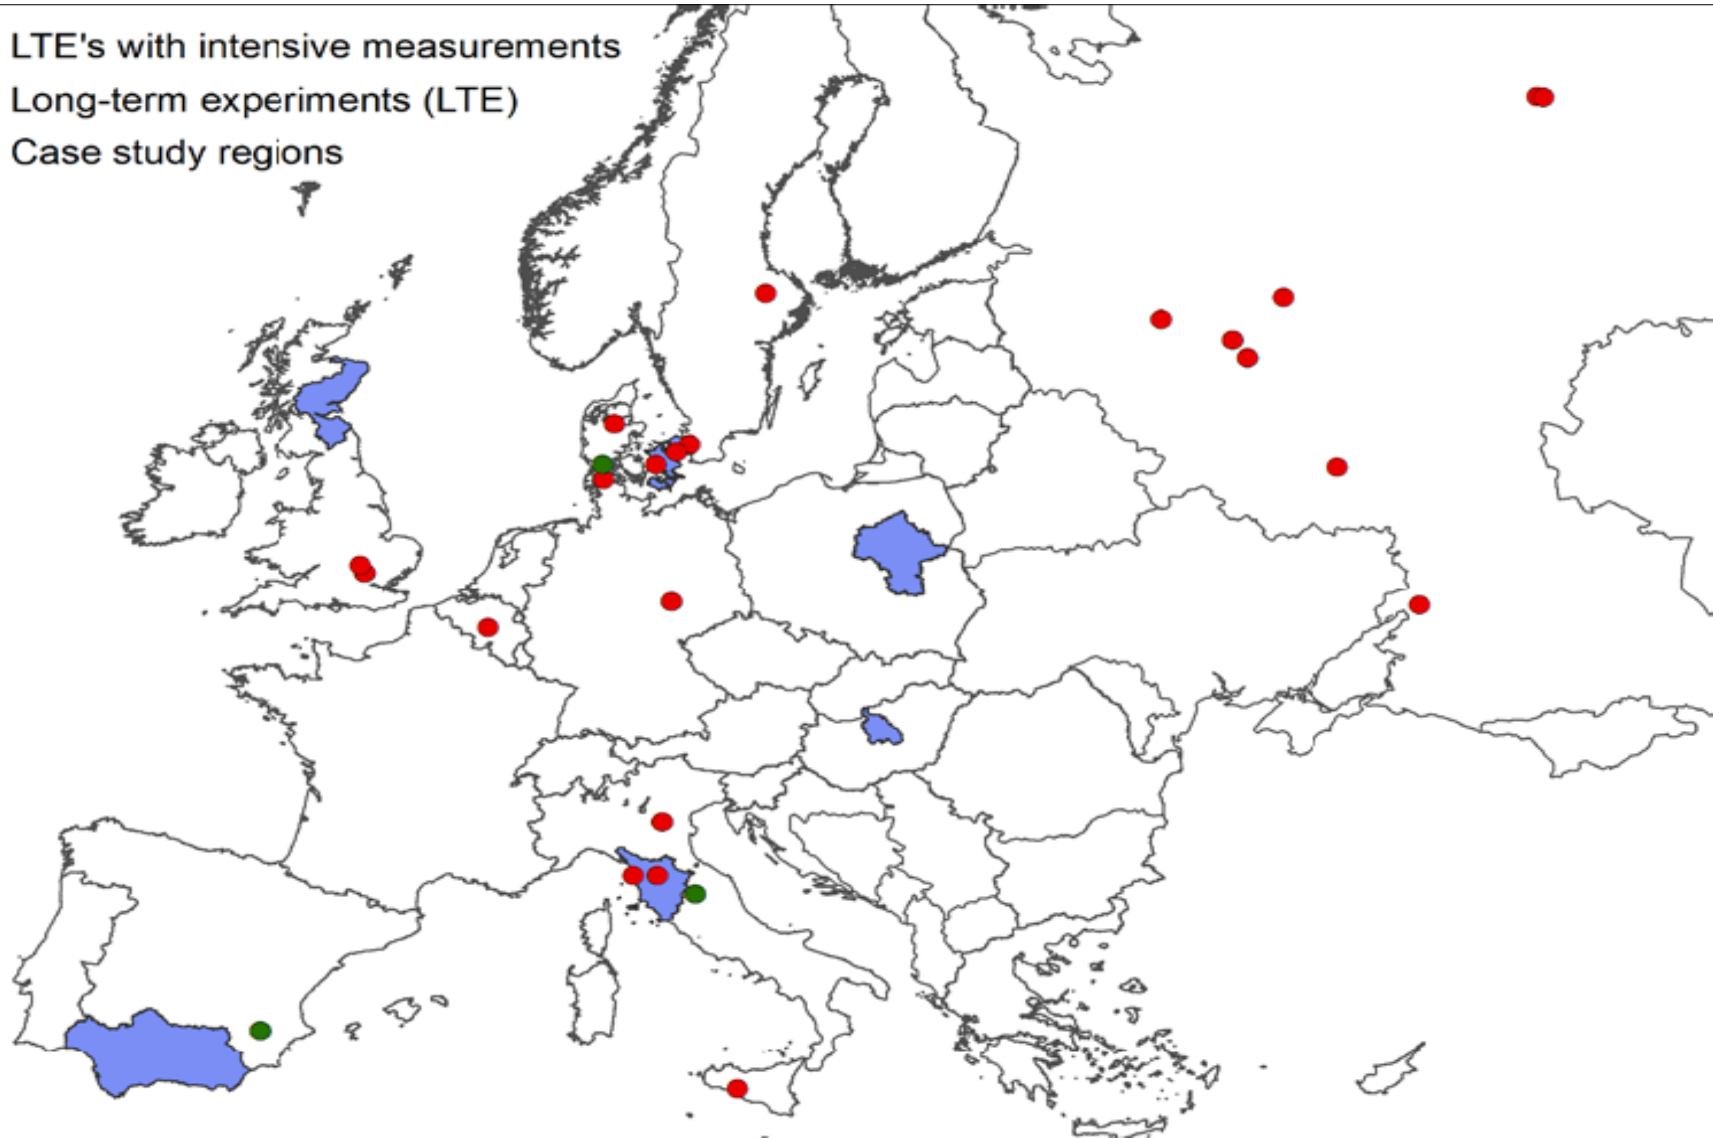 LTE's with intensive measurements
Long-term experiments (LTE)
Case study regions